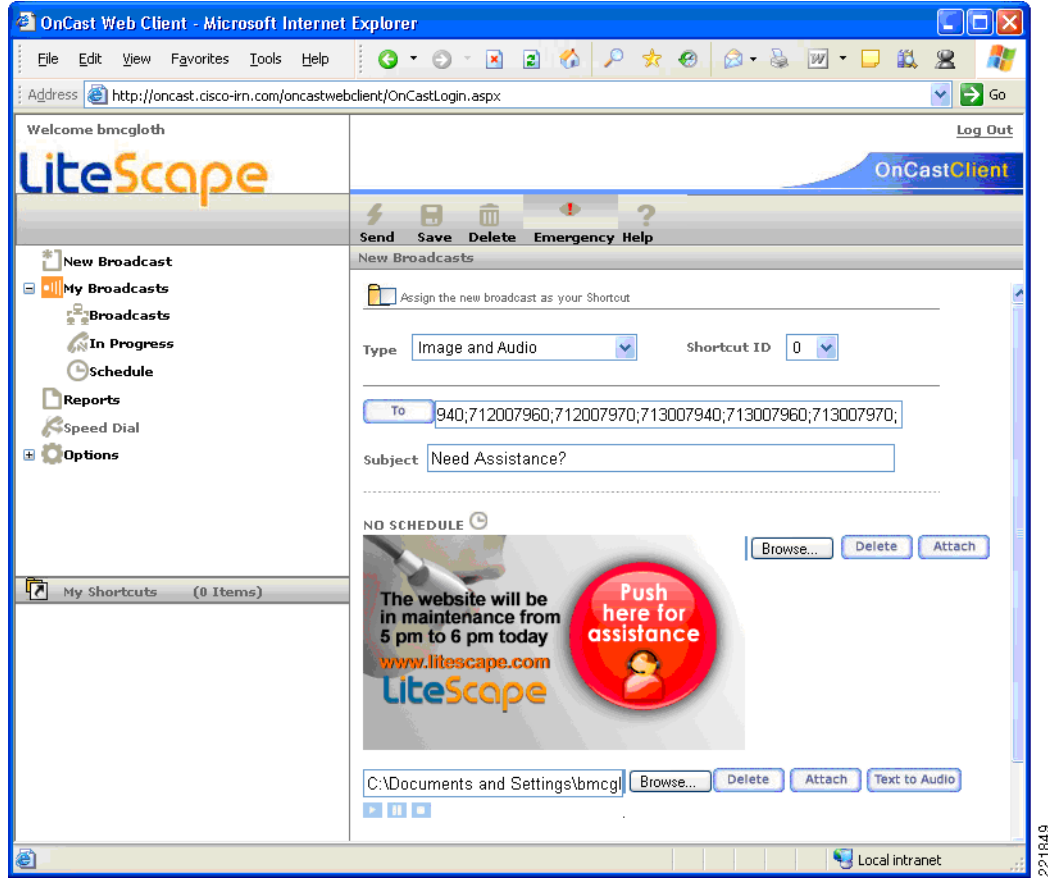 OnCast Web Client - Microsoft Internet Explorer
File Edit View Favorites Tools Help
Address http://oncast.cisco-irn.com/oncastwebclient/OnCastLogin.aspx Go
Welcome bmcgloth
Log Out
LiteScape
OnCastClient
Send Save Delete Emergency Help
New Broadcasts
New Broadcast
My Broadcasts
Broadcasts
In Progress
Schedule
Reports
Speed Dial
Options
My Shortcuts (0 Items)
Assign the new broadcast as your Shortcut
Type Image and Audio Shortcut ID 0
To 940;712007960;712007970;713007940;713007960;713007970;
Subject Need Assistance?
NO SCHEDULE
Browse... Delete Attach
The website will be
in maintenance from
5 pm to 6 pm today
www.litescape.com
LiteScape
Push
here for
assistance
C:\Documents and Settings\bmcgl Browse... Delete Attach Text to Audio
Local intranet
221849